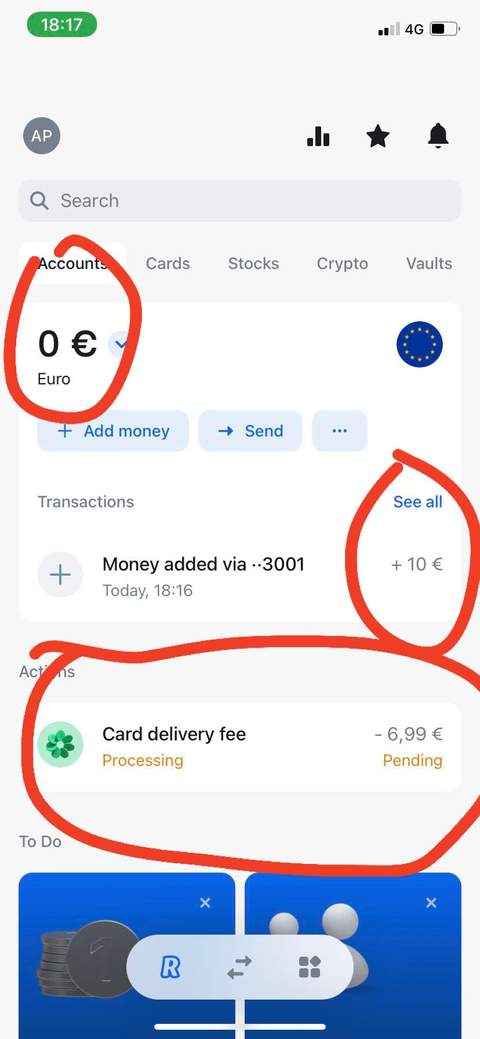 18:17
4G
AP
Search
Accounts Cards Stocks Crypto Vaults
0 €
Euro
+ Add money → Send ...
Transactions See all
Money added via ··3001 + 10 €
Today, 18:16
Actions
Card delivery fee - 6,99 €
Processing Pending
To Do
R